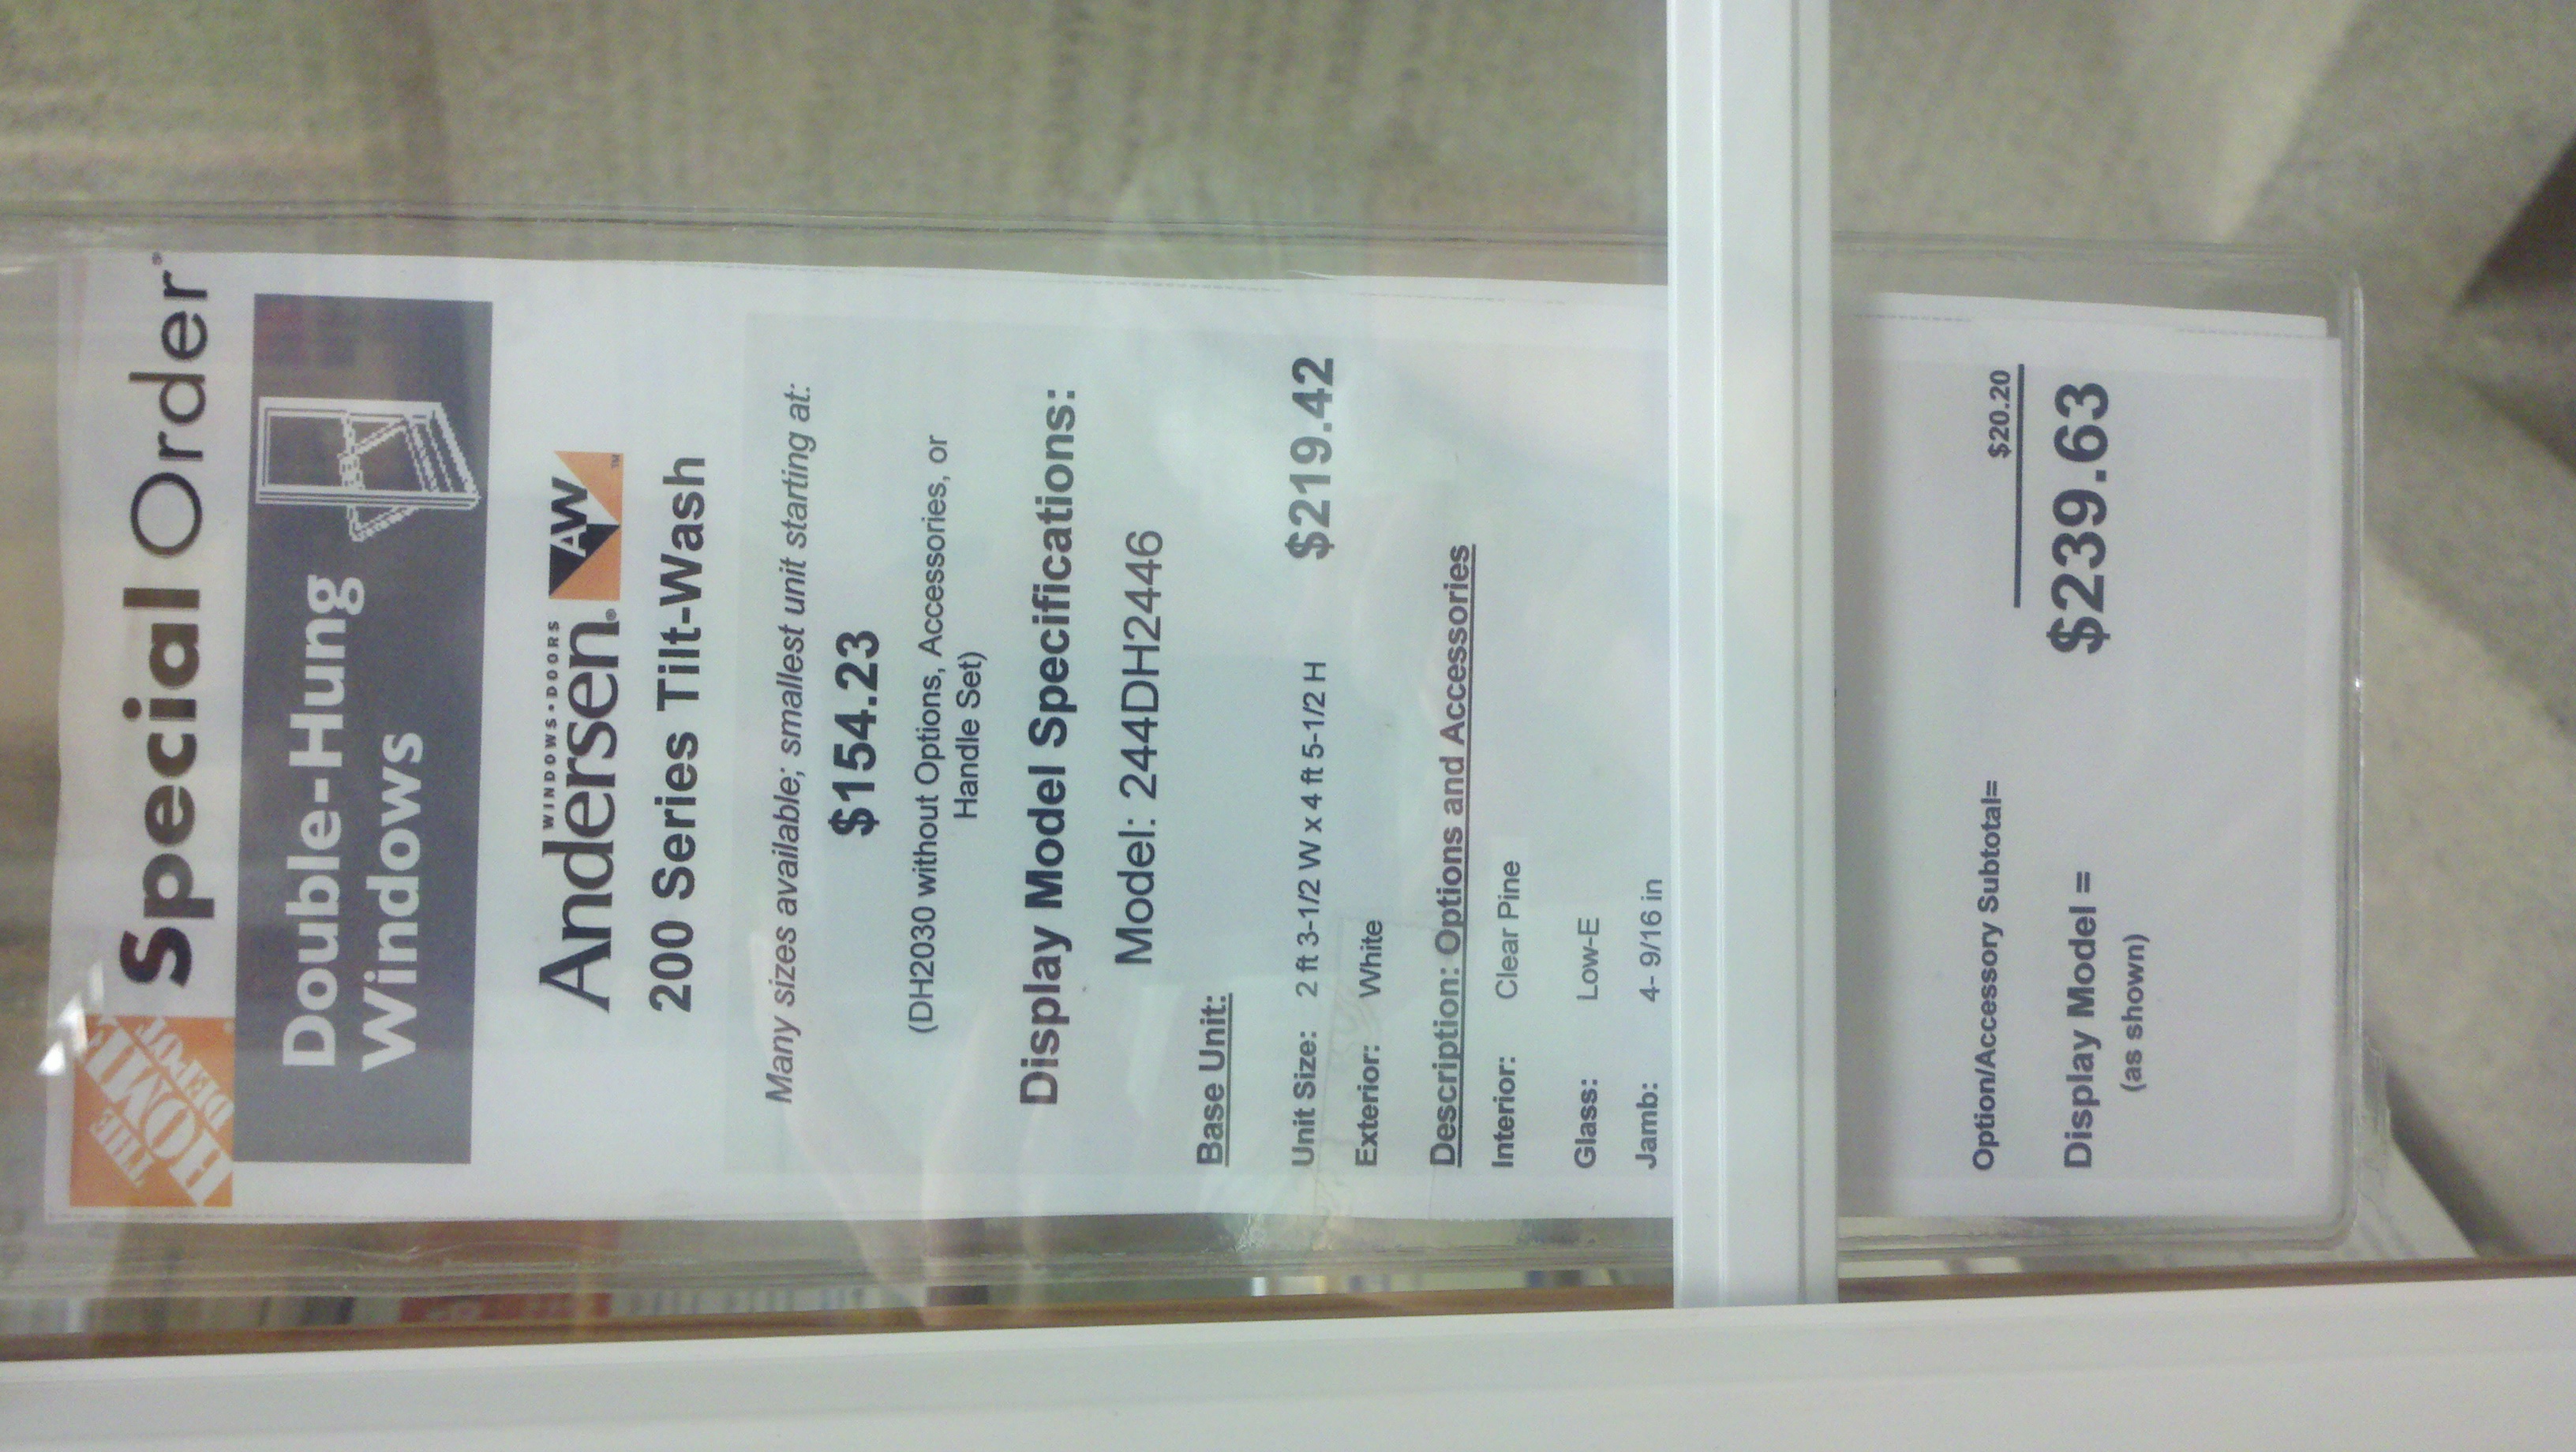 THE
HOME
DEPOT
Special Order
Double-Hung
Windows
WINDOWS • DOORS
Andersen® AW™
200 Series Tilt-Wash
Many sizes available; smallest unit starting at:
$154.23
(DH2030 without Options, Accessories, or
Handle Set)
Display Model Specifications:
Model: 244DH2446
Base Unit:
Unit Size: 2 ft 3-1/2 W x 4 ft 5-1/2 H $219.42
Exterior: White
Description: Options and Accessories
Interior: Clear Pine
Glass: Low-E
Jamb: 4- 9/16 in
Option/Accessory Subtotal= $20.20
Display Model = $239.63
(as shown)